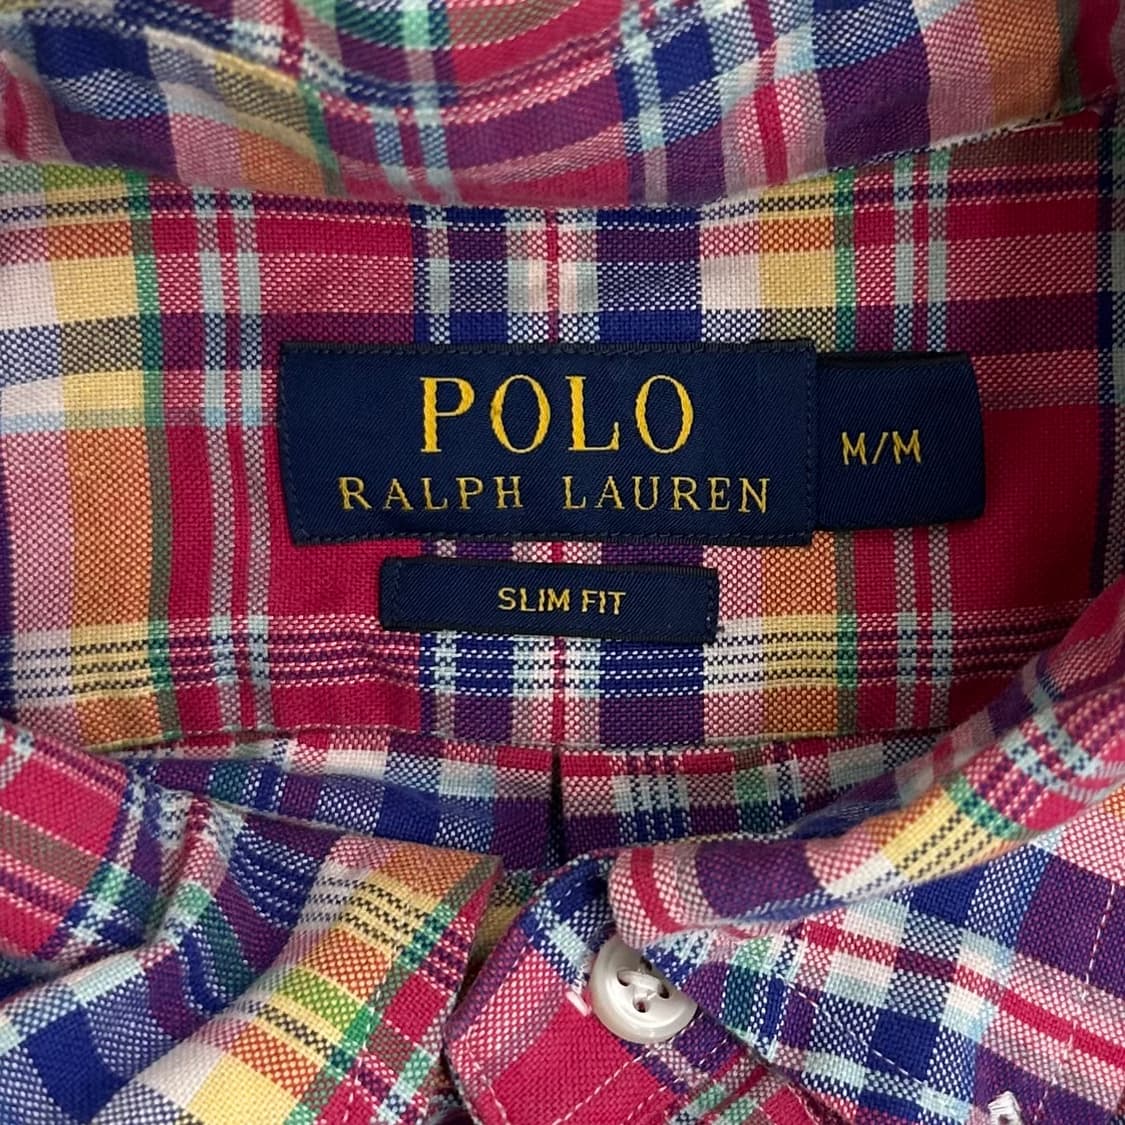 POLO
RALPH LAUREN
M/M
SLIM FIT